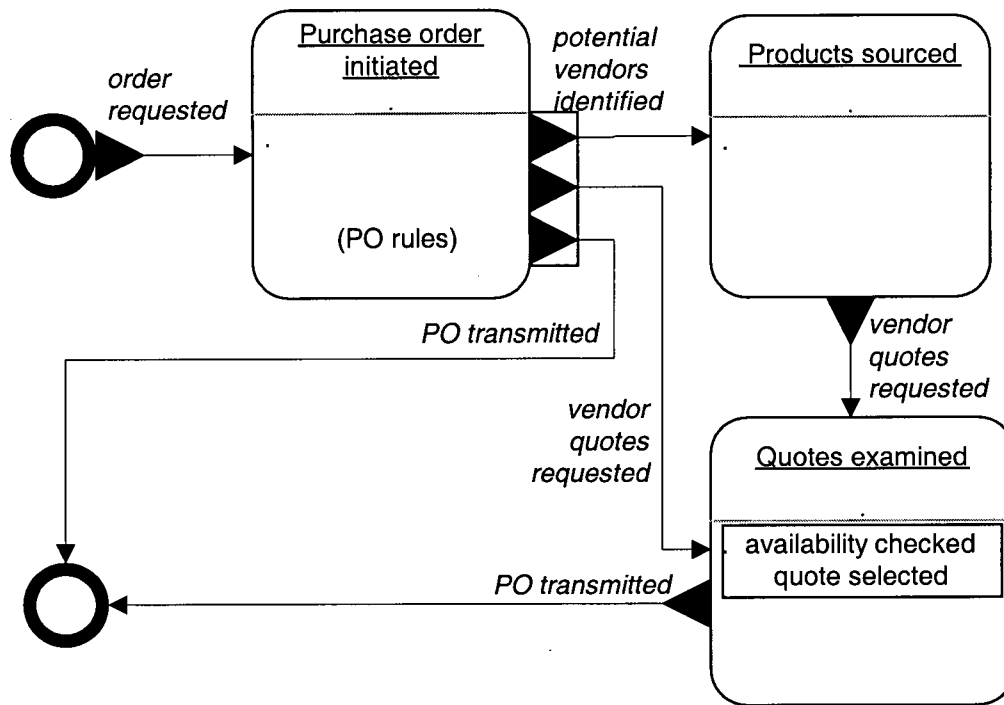 order
requested
Purchase order
initiated
(PO rules)
potential
vendors
identified
Products sourced
PO transmitted
vendor
quotes
requested
vendor
quotes
requested
Quotes examined
availability checked
quote selected
PO transmitted